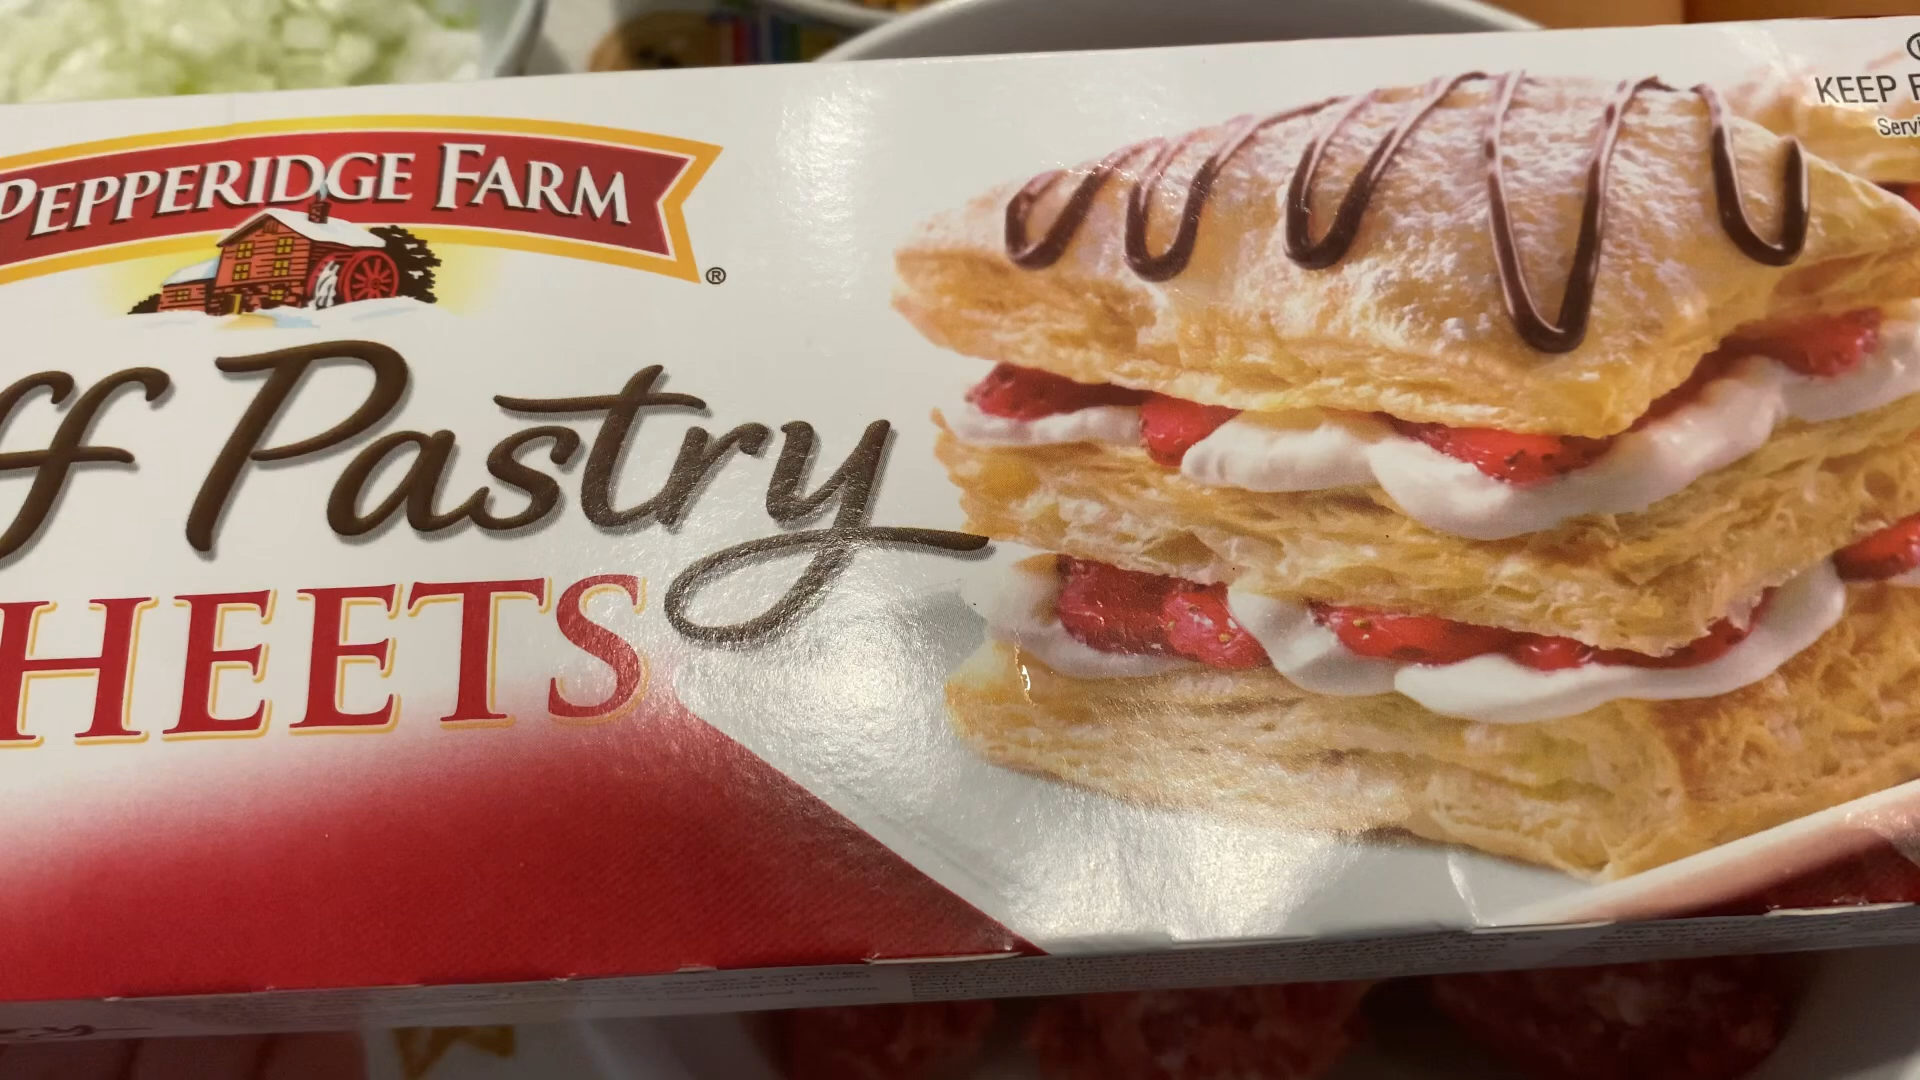 PEPPERIDGE FARM
®
ff Pastry
HEETS
KEEP F
Servi